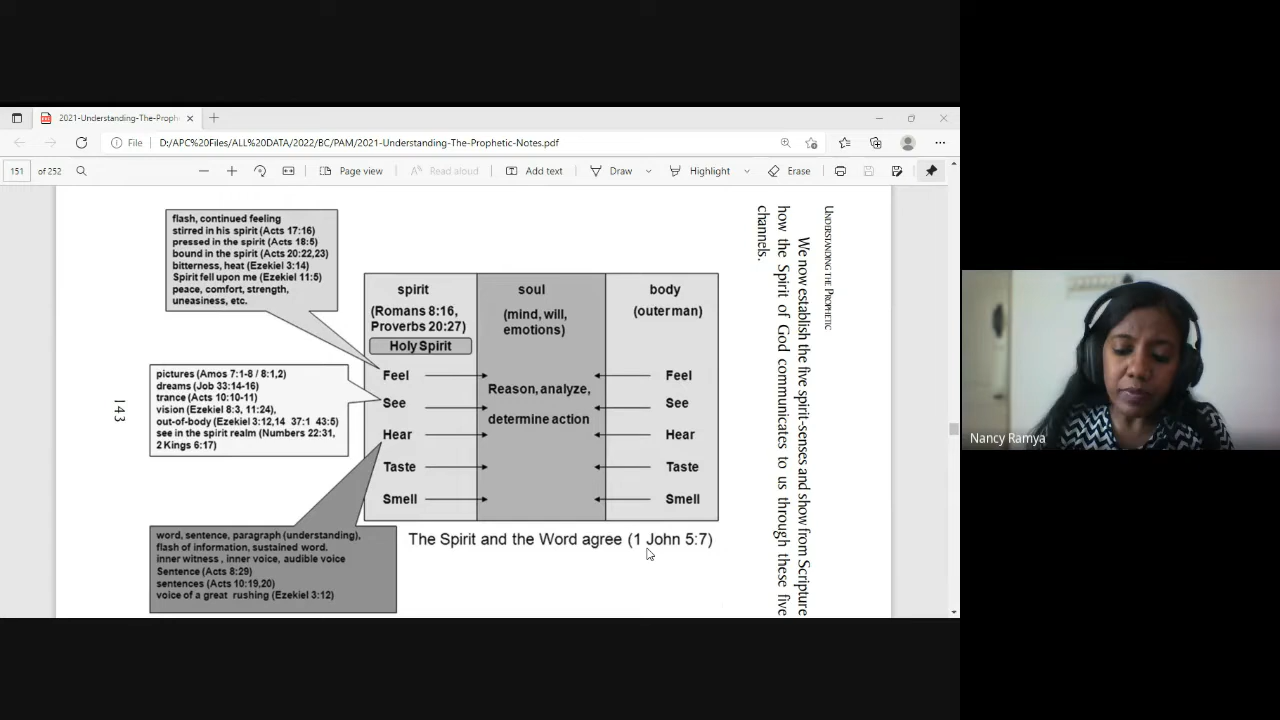 2021-Understanding-The-Proph
File
D:/APC%20Files/ALL%20DATA/2022/BC/PAM/2021-Understanding-The-Prophetic-Notes.pdf
151 of 252
Page view
Read aloud
Add text
Draw
Highlight
Erase
UNDERSTANDING THE PROPHETIC
We now establish the five spirit-senses and show from Scripture
how the Spirit of God communicates to us through these five
channels.
flash, continued feeling
stirred in his spirit (Acts 17:16)
pressed in the spirit (Acts 18:5)
bound in the spirit (Acts 20:22,23)
bitterness, heat (Ezekiel 3:14)
Spirit fell upon me (Ezekiel 11:5)
peace, comfort, strength,
uneasiness, etc.
pictures (Amos 7:1-8 / 8:1,2)
dreams (Job 33:14-16)
trance (Acts 10:10-11)
vision (Ezekiel 8:3, 11:24),
out-of-body (Ezekiel 3:12,14 37:1 43:5)
see in the spirit realm (Numbers 22:31,
2 Kings 6:17)
word, sentence, paragraph (understanding),
flash of information, sustained word.
inner witness , inner voice, audible voice
Sentence (Acts 8:29)
sentences (Acts 10:19,20)
voice of a great rushing (Ezekiel 3:12)
spirit
(Romans 8:16,
Proverbs 20:27)
Holy Spirit
Feel
See
Hear
Taste
Smell
soul
(mind, will,
emotions)
Reason, analyze,
determine action
body
(outer man)
Feel
See
Hear
Taste
Smell
The Spirit and the Word agree (1 John 5:7)
143
Nancy Ramya